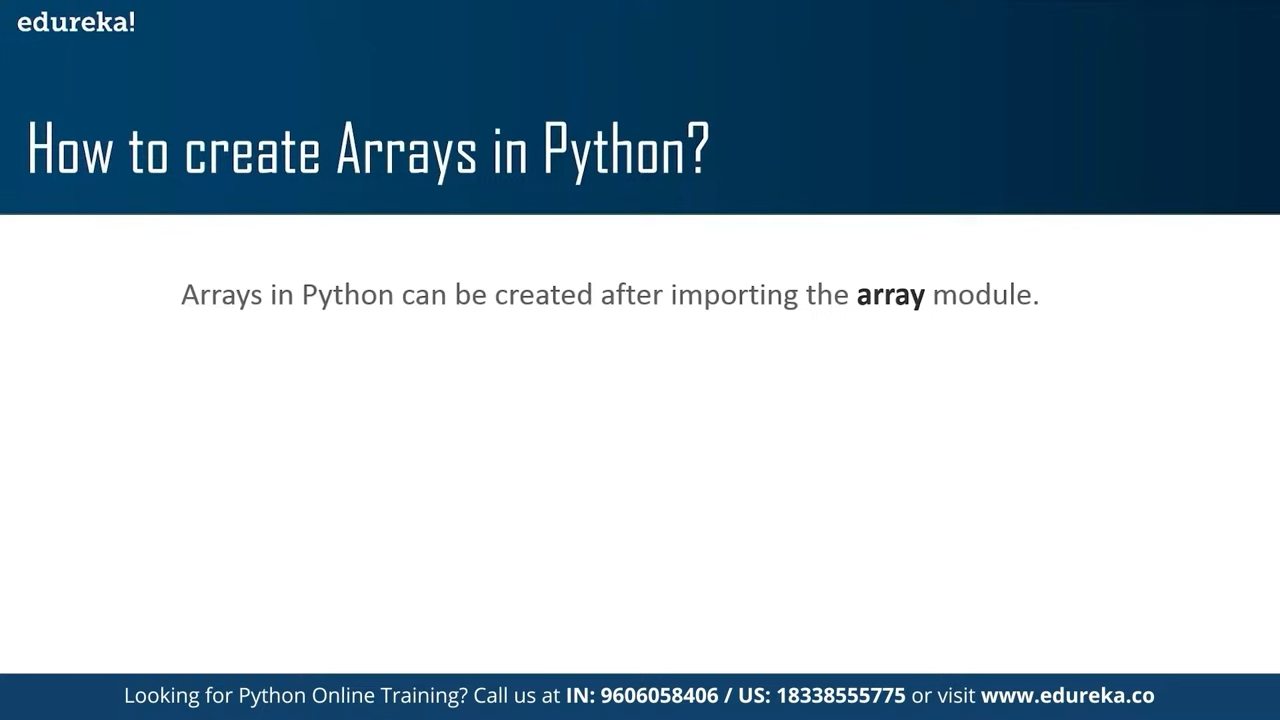 edureka!
How to create Arrays in Python?
Arrays in Python can be created after importing the array module.
Looking for Python Online Training? Call us at IN: 9606058406 / US: 18338555775 or visit www.edureka.co